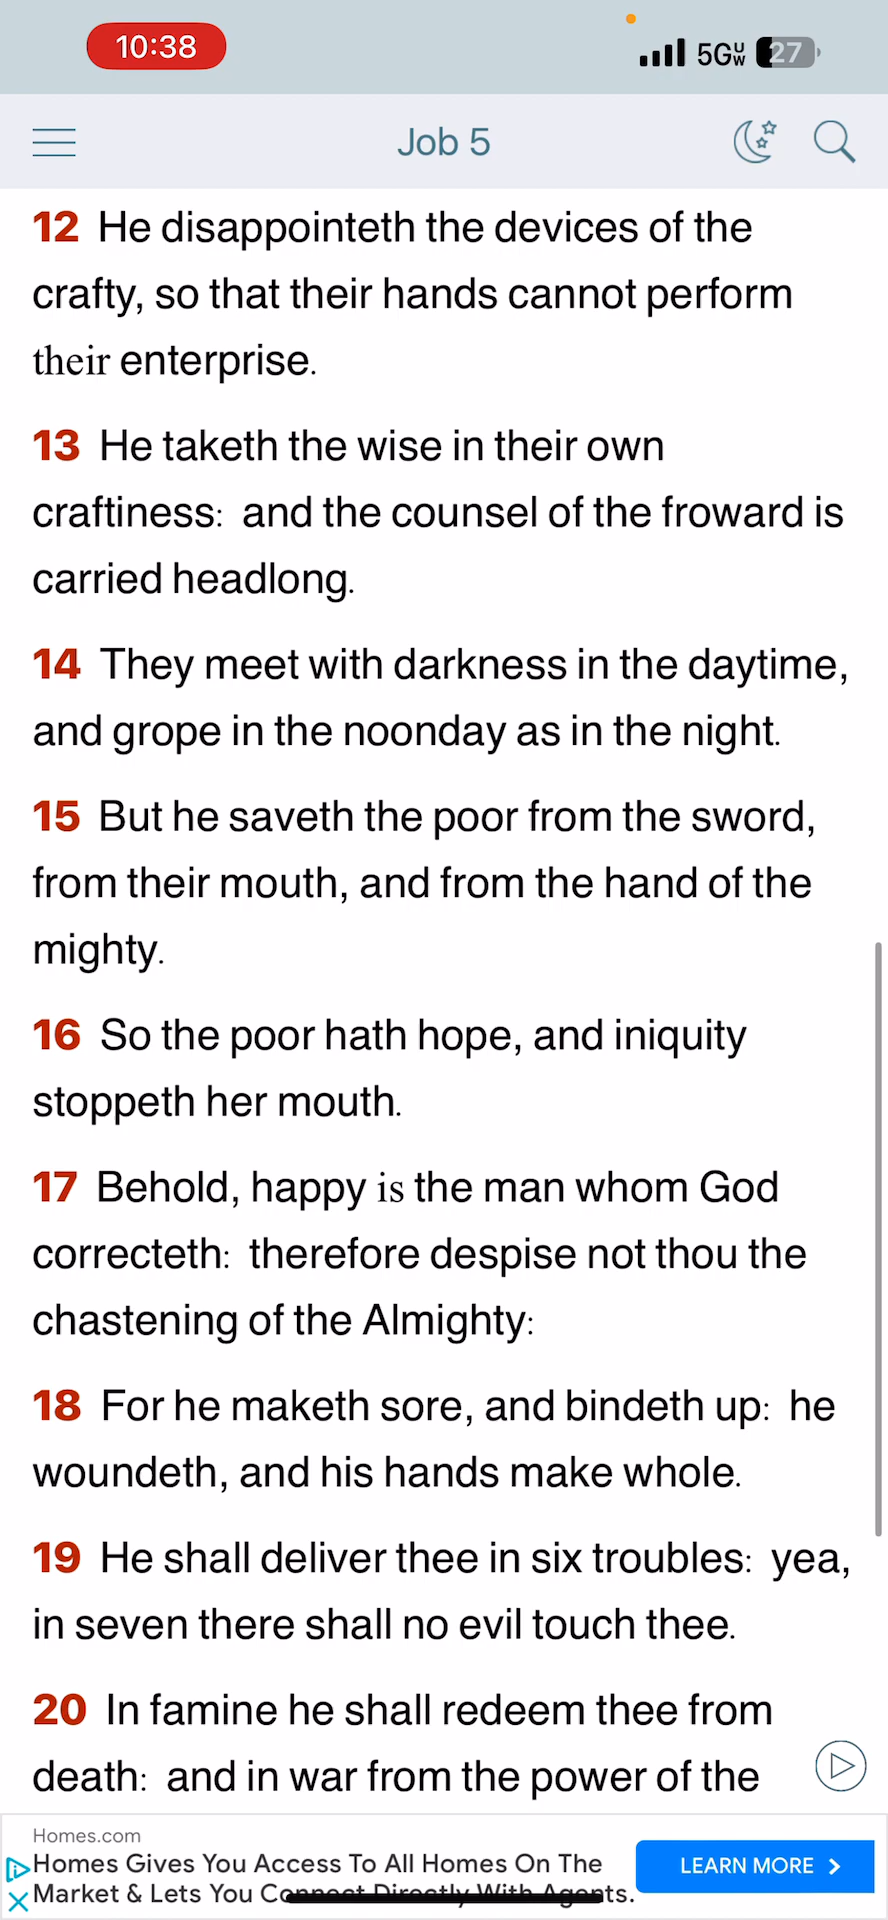 10:38
5GUW 27
Job 5
12 He disappointeth the devices of the
crafty, so that their hands cannot perform
their enterprise.
13 He taketh the wise in their own
craftiness: and the counsel of the froward is
carried headlong.
14 They meet with darkness in the daytime,
and grope in the noonday as in the night.
15 But he saveth the poor from the sword,
from their mouth, and from the hand of the
mighty.
16 So the poor hath hope, and iniquity
stoppeth her mouth.
17 Behold, happy is the man whom God
correcteth: therefore despise not thou the
chastening of the Almighty:
18 For he maketh sore, and bindeth up: he
woundeth, and his hands make whole.
19 He shall deliver thee in six troubles: yea,
in seven there shall no evil touch thee.
20 In famine he shall redeem thee from
death: and in war from the power of the
Homes.com
Homes Gives You Access To All Homes On The
Market & Lets You Connect Directly With Agents.
LEARN MORE